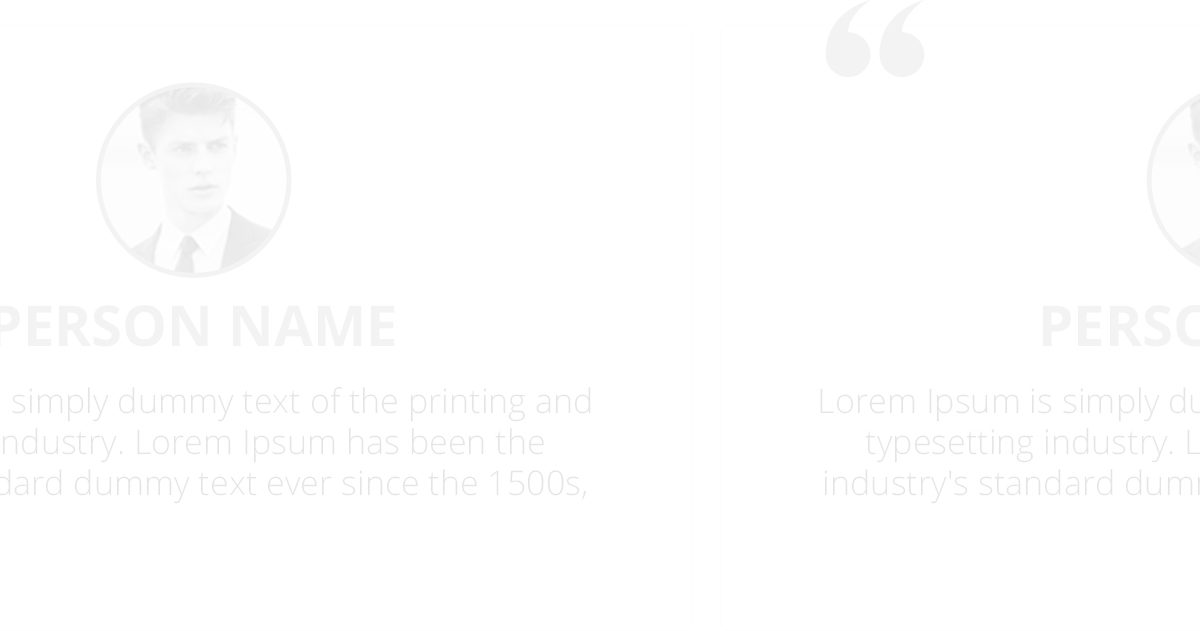 “
PERSON NAME
simply dummy text of the printing and
ndustry. Lorem Ipsum has been the
dard dummy text ever since the 1500s,
PERSO
Lorem Ipsum is simply du
typesetting industry. L
industry's standard dum